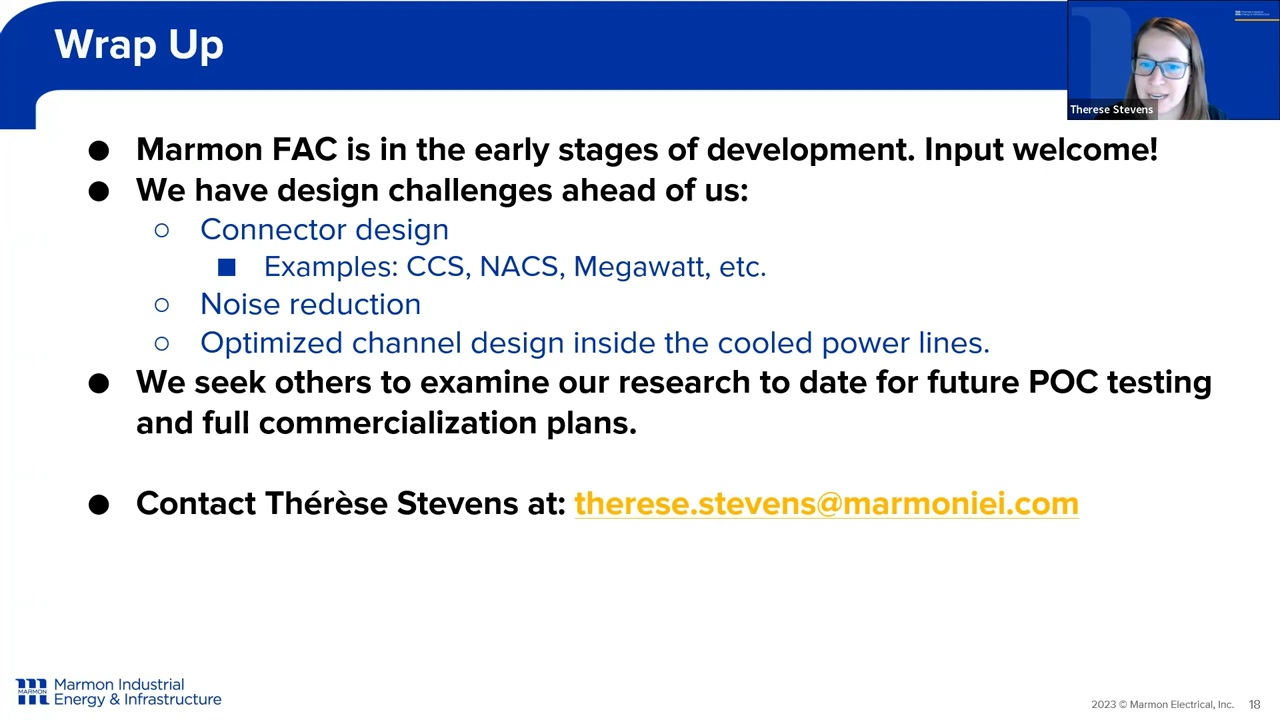 Wrap Up
Therese Stevens
● Marmon FAC is in the early stages of development. Input welcome!
● We have design challenges ahead of us:
○ Connector design
■ Examples: CCS, NACS, Megawatt, etc.
○ Noise reduction
○ Optimized channel design inside the cooled power lines.
● We seek others to examine our research to date for future POC testing
and full commercialization plans.
● Contact Thérèse Stevens at: therese.stevens@marmoniei.com
MARMON
Marmon Industrial
Energy & Infrastructure
2023 © Marmon Electrical, Inc. 18